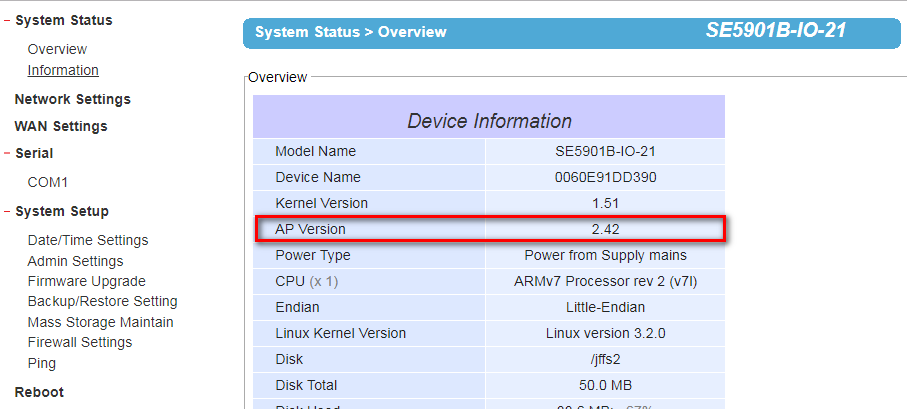 System Status
Overview
Information
Network Settings
WAN Settings
Serial
COM1
System Setup
Date/Time Settings
Admin Settings
Firmware Upgrade
Backup/Restore Setting
Mass Storage Maintain
Firewall Settings
Ping
Reboot
System Status > Overview SE5901B-IO-21
Overview
Device Information
Model Name SE5901B-IO-21
Device Name 0060E91DD390
Kernel Version 1.51
AP Version 2.42
Power Type Power from Supply mains
CPU (x 1) ARMv7 Processor rev 2 (v7l)
Endian Little-Endian
Linux Kernel Version Linux version 3.2.0
Disk /jffs2
Disk Total 50.0 MB
Disk Used